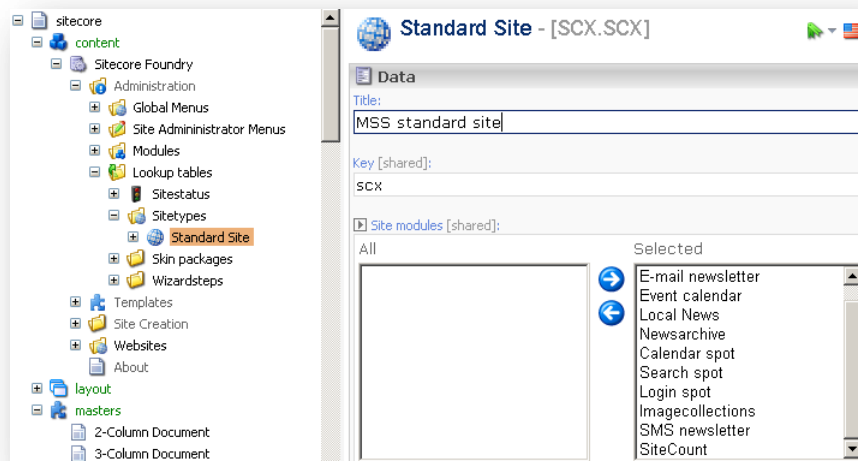 sitecore
content
Sitecore Foundry
Administration
Global Menus
Site Admininistrator Menus
Modules
Lookup tables
Sitestatus
Sitetypes
Standard Site
Skin packages
Wizardsteps
Templates
Site Creation
Websites
About
layout
masters
2-Column Document
3-Column Document
Standard Site - [SCX.SCX]
Data
Title:
MSS standard site
Key [shared]:
scx
Site modules [shared]:
All
Selected
E-mail newsletter
Event calendar
Local News
Newsarchive
Calendar spot
Search spot
Login spot
Imagecollections
SMS newsletter
SiteCount